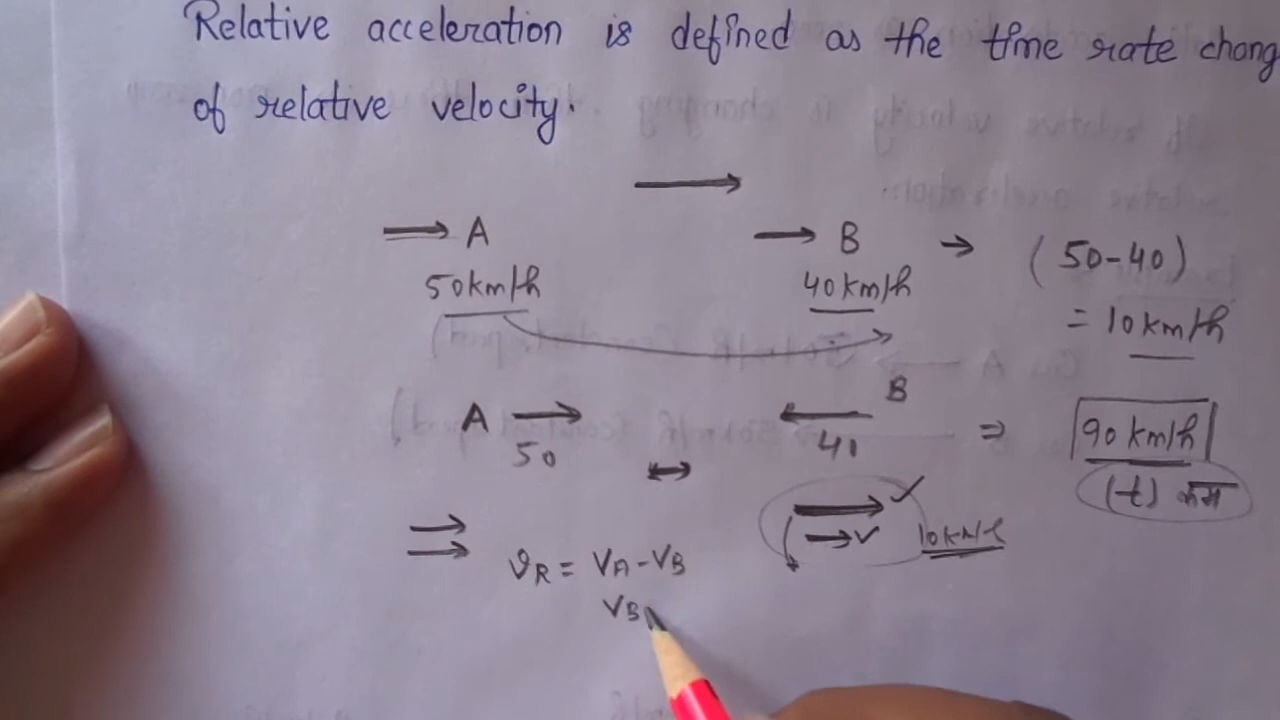 Relative acceleration is defined as the time rate chang
of relative velocity.
→ A → B → (50-40)
50km/h 40km/h = 10km/h
A → ← B ⇒ 90 km/h
50 40 (t) कम
10km/h
VR = VA - VB
VB